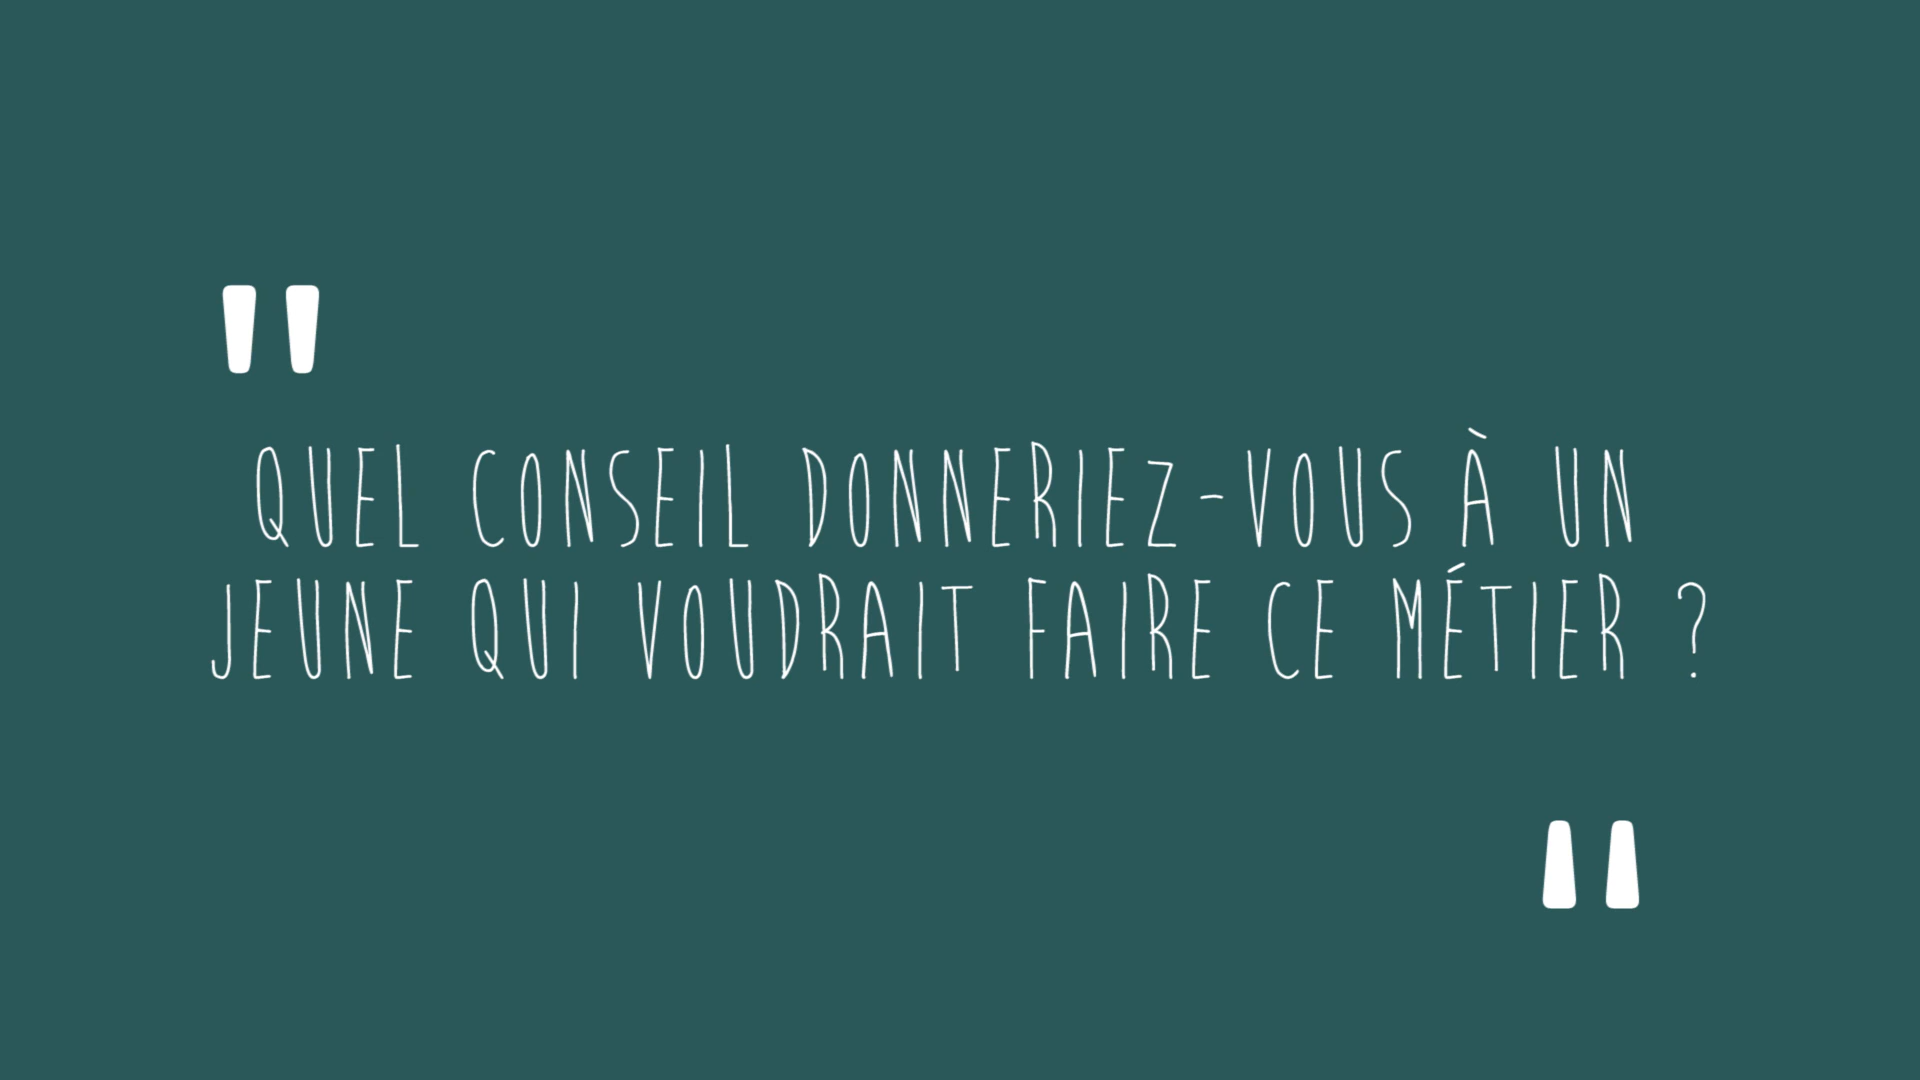 "
QUEL CONSEIL DONNERIEZ-VOUS À UN
JEUNE QUI VOUDRAIT FAIRE CE MÉTIER ?
"